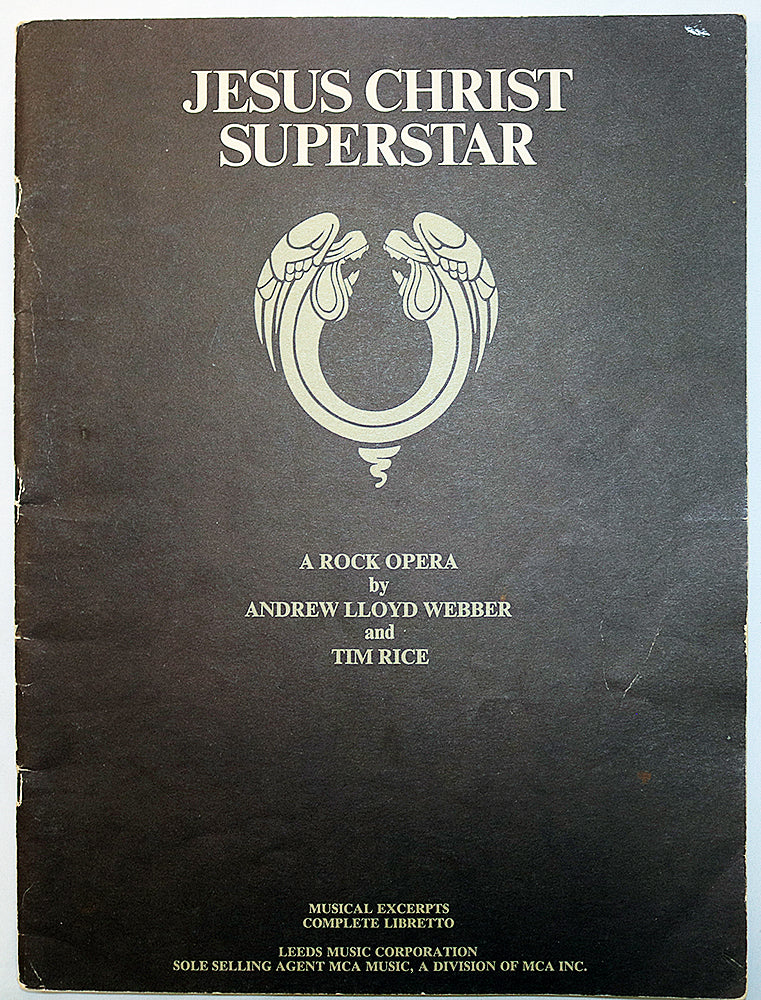 JESUS CHRIST
SUPERSTAR
A ROCK OPERA
by
ANDREW LLOYD WEBBER
and
TIM RICE
MUSICAL EXCERPTS
COMPLETE LIBRETTO
LEEDS MUSIC CORPORATION
SOLE SELLING AGENT MCA MUSIC, A DIVISION OF MCA INC.